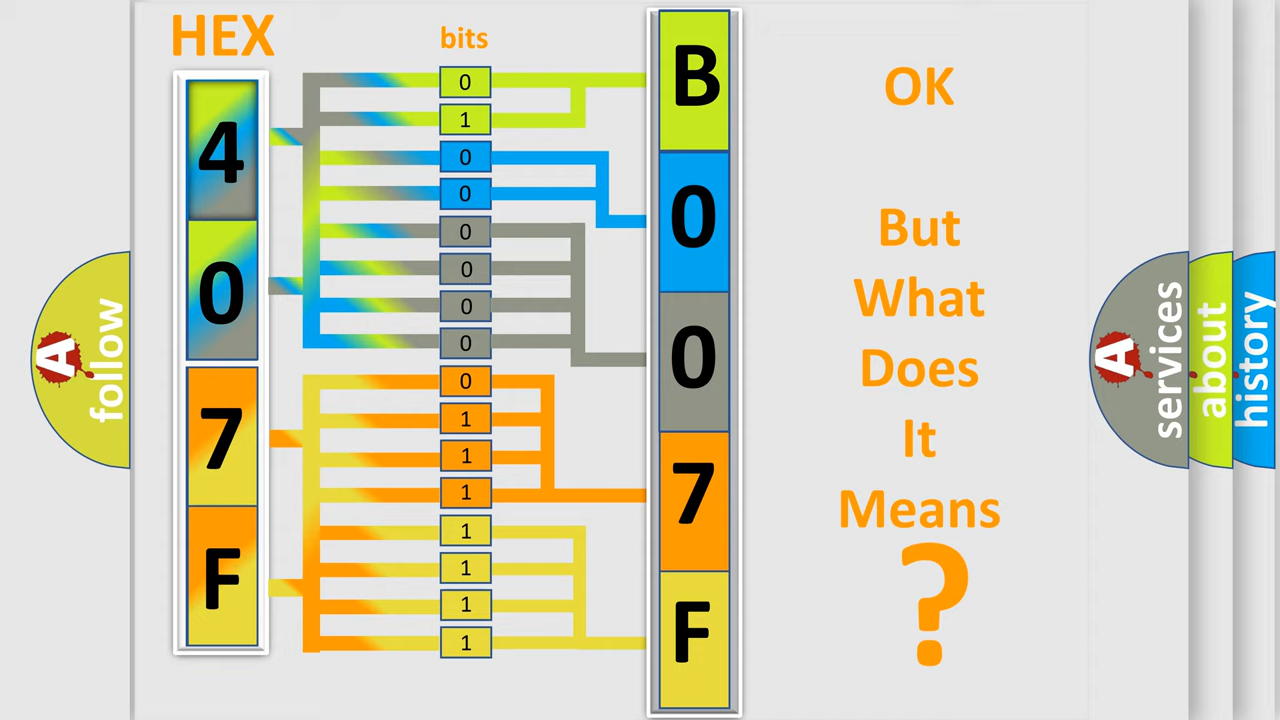 HEX
bits
4
0
7
F
0
1
0
0
0
0
0
0
0
1
1
1
1
1
1
1
B
0
0
7
F
OK
But
What
Does
It
Means
?
A
follow
A
services
about
history